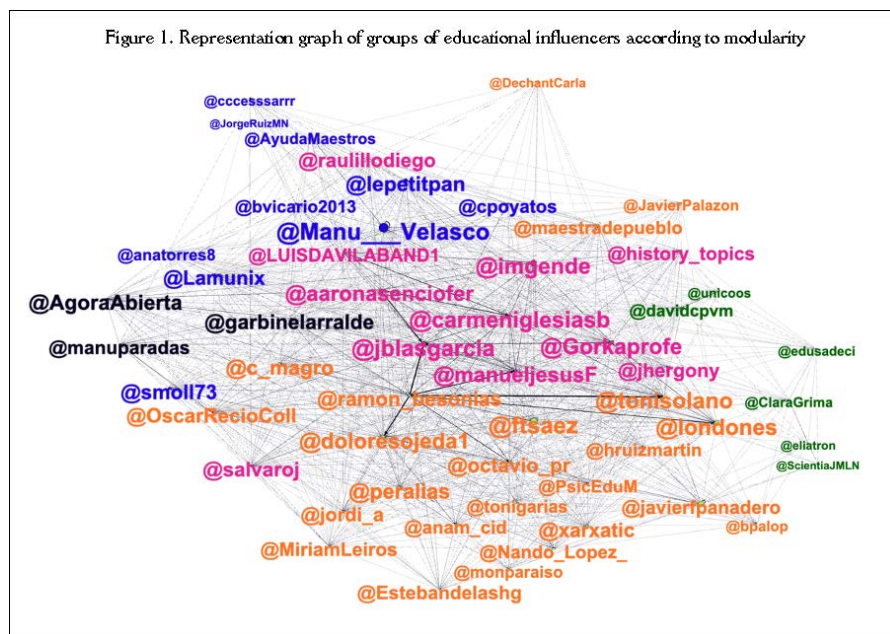 Figure 1. Representation graph of groups of educational influencers according to modularity
@DechantCarla
@cccesssarrr
@JorgeRuizMN
@AyudaMaestros
@raulillodiego
@lepetitpan
@bvicario2013
@cpoyatos
@JavierPalazon
@Manu___Velasco
@maestradepueblo
@anatorres8
@LUISDAVILABAND1
@history_topics
@Lamunix
@imgende
@unicoos
@AgoraAbierta
@aaronasenciofer
@davidcpvm
@garbinelarralde
@carmeniglesiasb
@manuparadas
@jblasgarcia
@Gorkaprofe
@edusadeci
@c_magro
@manueljesusF
@jhergony
@smoll73
@ramon_besonias
@tonisolano
@ClaraGrima
@OscarRecioColl
@ftsaez
@londones
@doloresojeda1
@hruizmartin
@eliatron
@salvaroj
@octavio_pr
@ScientiaJMLN
@peralias
@PsicEduM
@jordi_a
@tonigarias
@javierfpanadero
@anam_cid
@xarxatic
@bpalop
@MiriamLeiros
@Nando_Lopez_
@monparaiso
@Estebandelashg